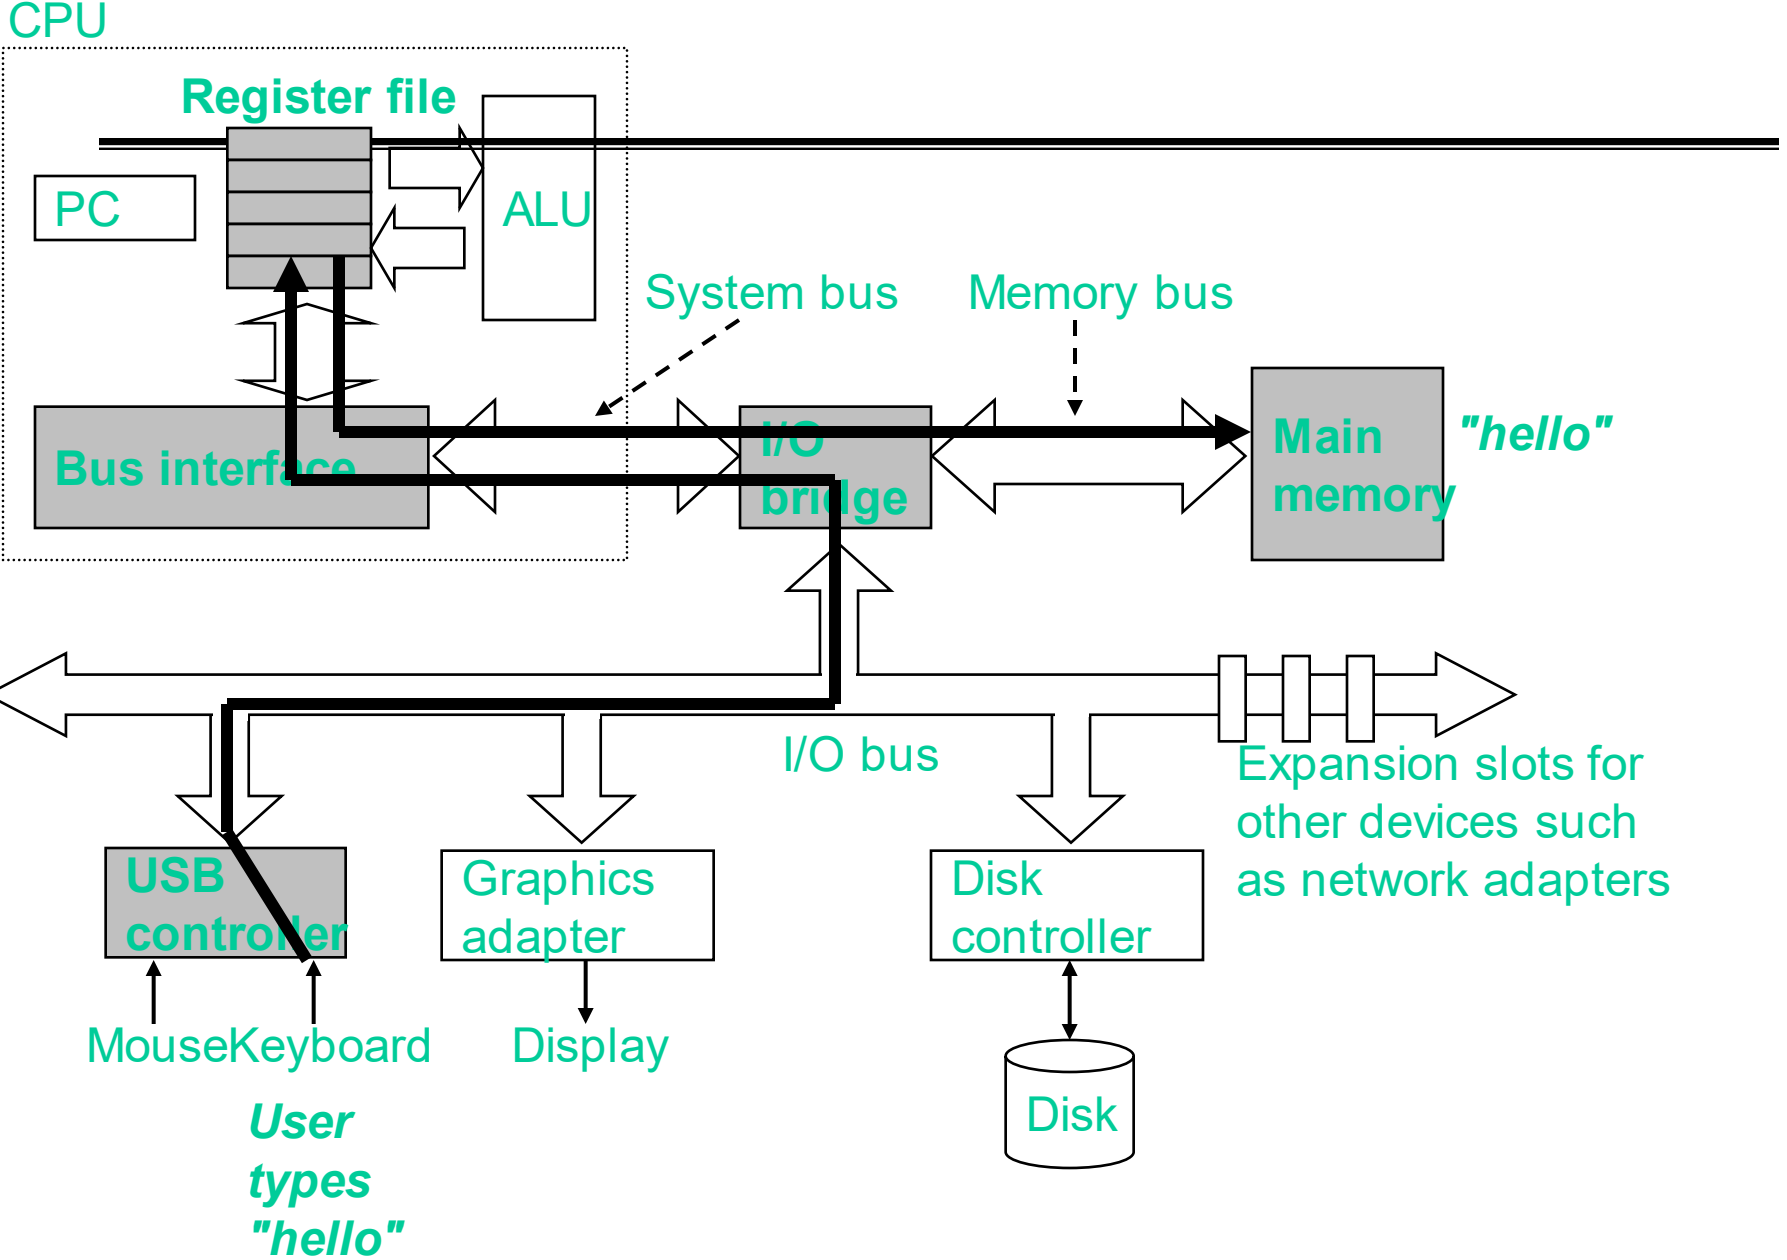 CPU
Register file
PC
ALU
System bus
Memory bus
Bus interface
I/O
bridge
Main
memory
"hello"
I/O bus
Expansion slots for
other devices such
as network adapters
USB
controller
Graphics
adapter
Disk
controller
Mouse
Keyboard
Display
Disk
User
types
"hello"